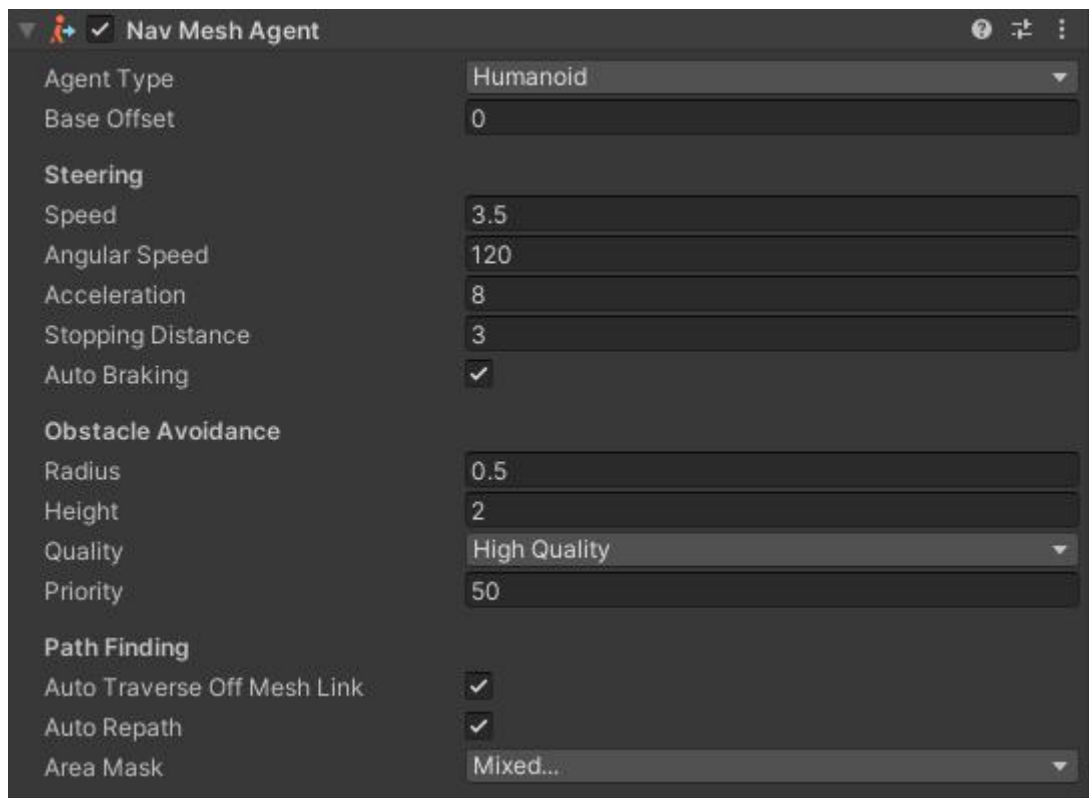 Nav Mesh Agent
Agent Type Humanoid
Base Offset 0
Steering
Speed 3.5
Angular Speed 120
Acceleration 8
Stopping Distance 3
Auto Braking
Obstacle Avoidance
Radius 0.5
Height 2
Quality High Quality
Priority 50
Path Finding
Auto Traverse Off Mesh Link
Auto Repath
Area Mask Mixed...